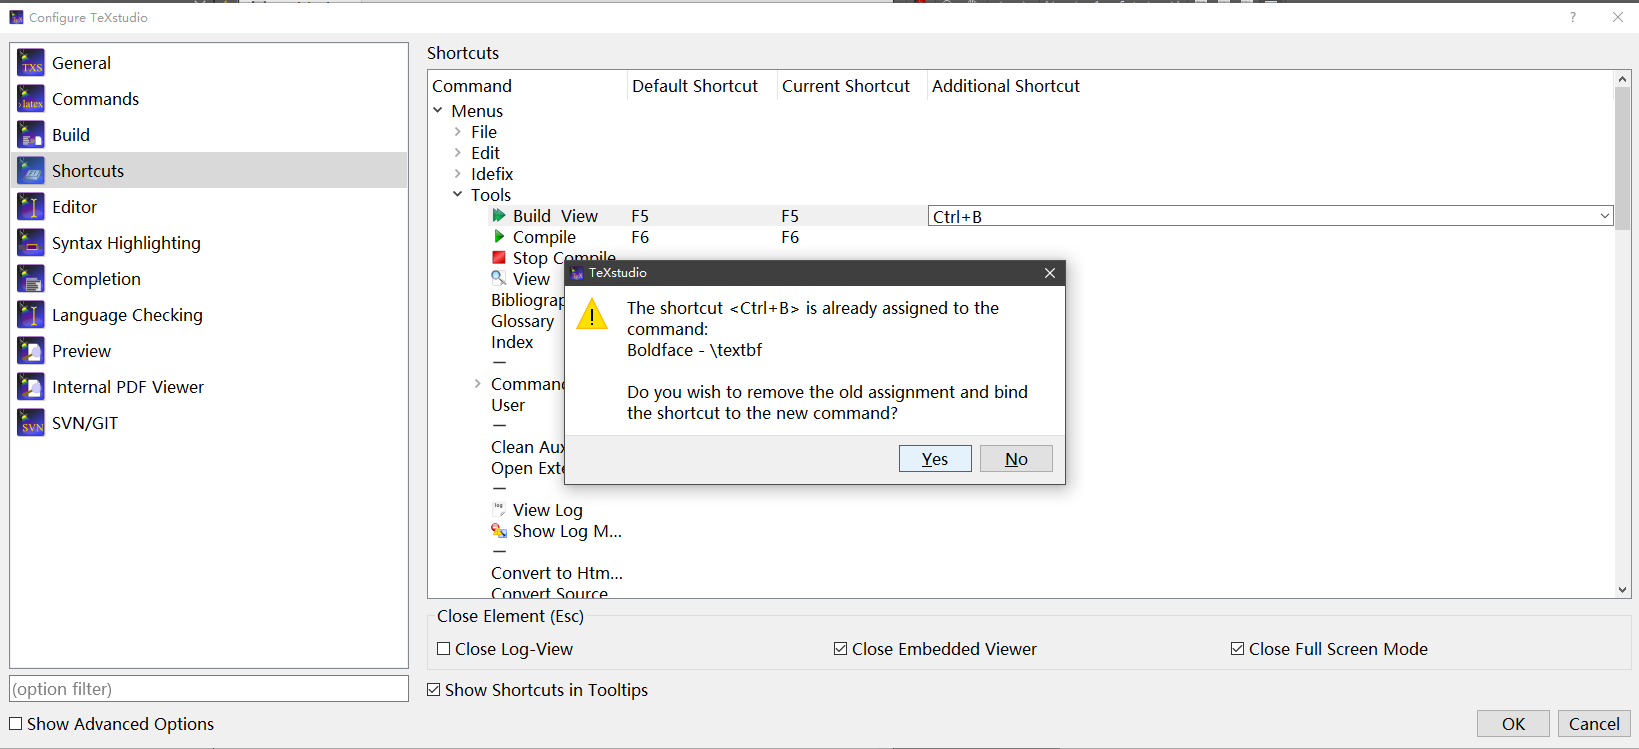 Configure TeXstudio
?
General
Commands
Build
Shortcuts
Editor
Syntax Highlighting
Completion
Language Checking
Preview
Internal PDF Viewer
SVN/GIT
(option filter)
Show Advanced Options
Shortcuts
Command Default Shortcut Current Shortcut Additional Shortcut
Menus
File
Edit
Idefix
Tools
Build View F5 F5 Ctrl+B
Compile F6 F6
Stop Compile
View
Bibliograp
Glossary
Index
—
Comman
User
—
Clean Aux
Open Exte
—
View Log
Show Log M...
—
Convert to Htm...
Convert Source
TeXstudio
The shortcut <Ctrl+B> is already assigned to the
command:
Boldface - \textbf
Do you wish to remove the old assignment and bind
the shortcut to the new command?
Yes No
Close Element (Esc)
Close Log-View Close Embedded Viewer Close Full Screen Mode
Show Shortcuts in Tooltips
OK Cancel